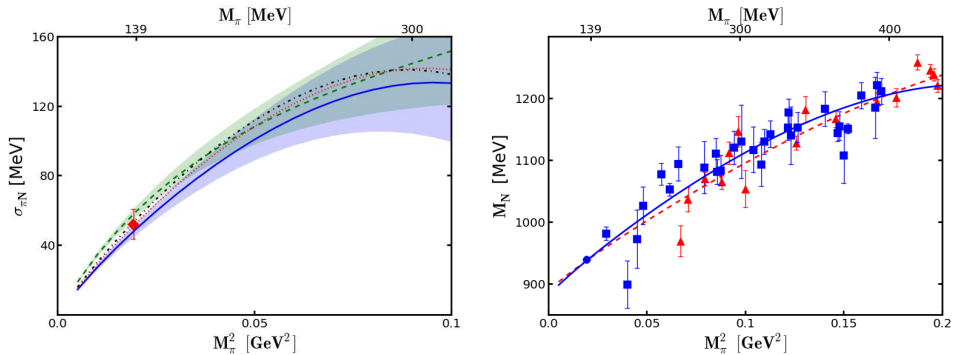 M_π [MeV]
139 300
160
120
80
40
σ_πN [MeV]
0.0 0.05 0.1
M_π^2 [GeV^2]
M_π [MeV]
139 300 400
1200
1100
1000
900
M_N [MeV]
0.0 0.05 0.1 0.15 0.2
M_π^2 [GeV^2]